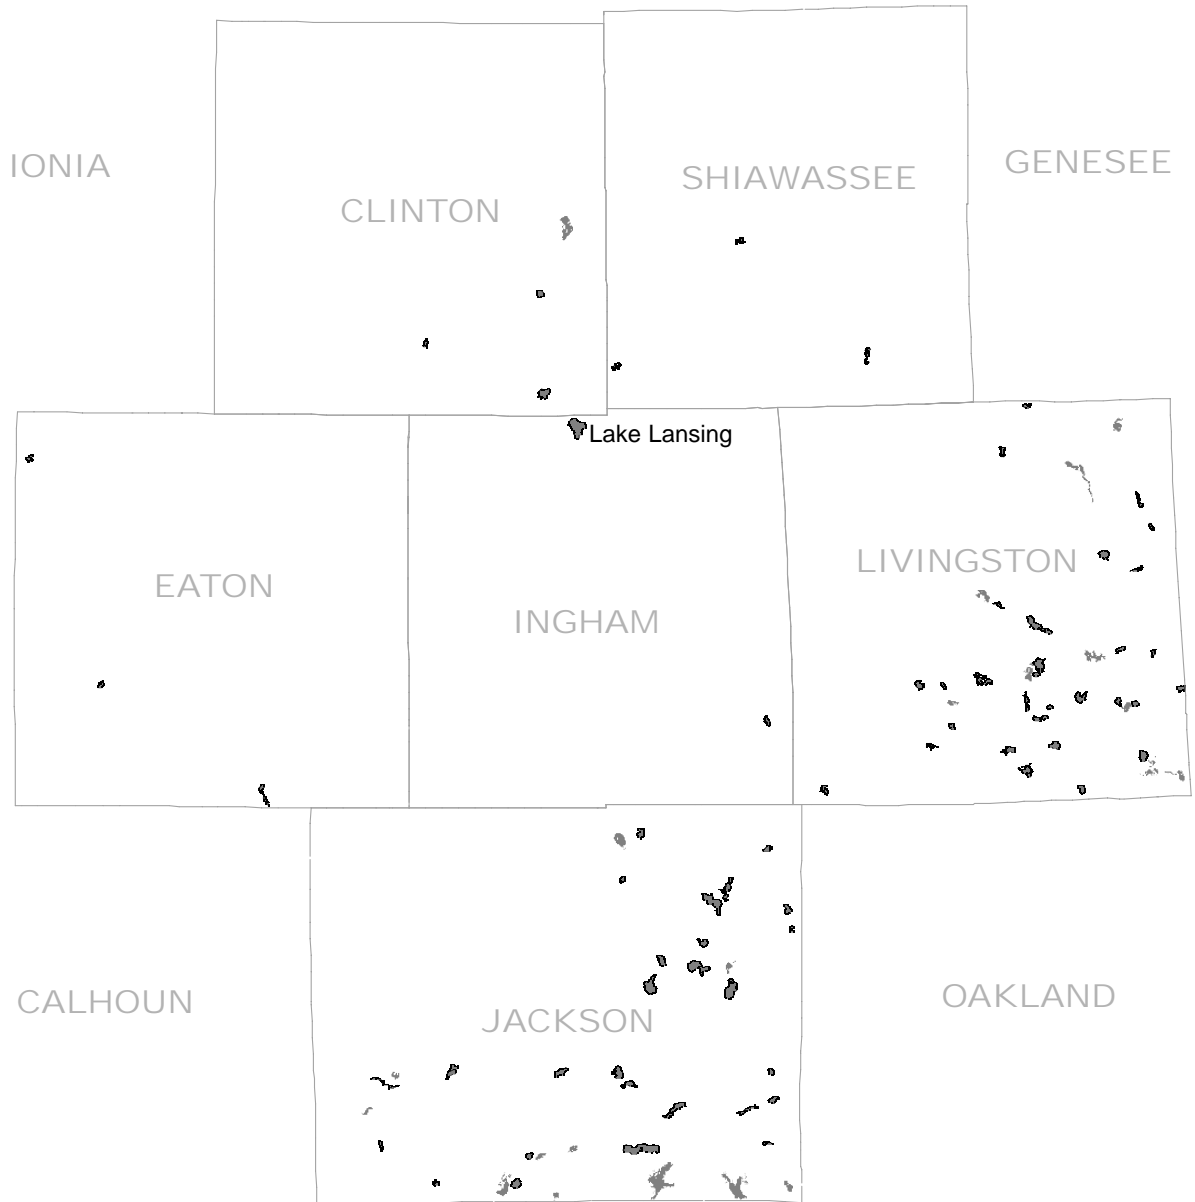 IONIA
CLINTON
SHIAWASSEE
GENESEE
Lake Lansing
EATON
INGHAM
LIVINGSTON
CALHOUN
JACKSON
OAKLAND